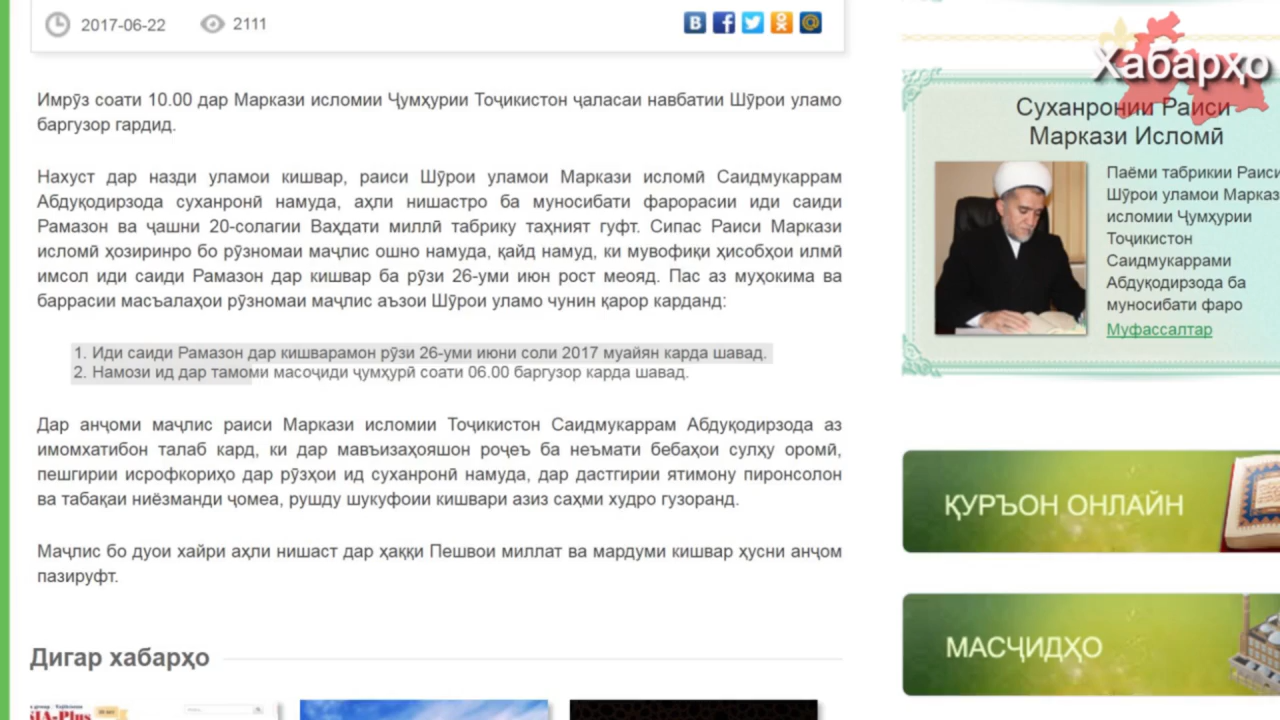 2017-06-22
2111
Имрӯз соати 10.00 дар Маркази исломии Ҷумҳурии Тоҷикистон ҷаласаи навбатии Шӯрои уламо
баргузор гардид.
Нахуст дар назди уламои кишвар, раиси Шӯрои уламои Маркази исломӣ Саидмукаррам
Абдуқодирзода суханронӣ намуда, аҳли нишастро ба муносибати фарорасии иди саиди
Рамазон ва ҷашни 20-солагии Ваҳдати миллӣ табрику таҳният гуфт. Сипас Раиси Маркази
исломӣ ҳозиринро бо рӯзномаи маҷлис ошно намуда, қайд намуд, ки мувофиқи ҳисобҳои илмӣ
имсол иди саиди Рамазон дар кишвар ба рӯзи 26-уми июн рост меояд. Пас аз муҳокима ва
баррасии масъалаҳои рӯзномаи маҷлис аъзои Шӯрои уламо чунин қарор карданд:
1. Иди саиди Рамазон дар кишварамон рӯзи 26-уми июни соли 2017 муайян карда шавад.
2. Намози ид дар тамоми масоҷиди ҷумҳурӣ соати 06.00 баргузор карда шавад.
Дар анҷоми маҷлис раиси Маркази исломии Тоҷикистон Саидмукаррам Абдуқодирзода аз
имомхатибон талаб кард, ки дар мавъизаҳояшон роҷеъ ба неъмати бебаҳои сулҳу оромӣ,
пешгирии исрофкориҳо дар рӯзҳои ид суханронӣ намуда, дар дастгирии ятимону пиронсолон
ва табақаи ниёзманди ҷомеа, рушду шукуфоии кишвари азиз саҳми худро гузоранд.
Маҷлис бо дуои хайри аҳли нишаст дар ҳаққи Пешвои миллат ва мардуми кишвар ҳусни анҷом
пазируфт.
Дигар хабарҳо
SIA-Plus
Хабарҳо
Суханронии Раиси
Маркази Исломӣ
Паёми табрикии Раиси
Шӯрои уламои Марказ
исломии Ҷумҳурии
Тоҷикистон
Саидмукаррами
Абдуқодирзода ба
муносибати фаро
Муфассалтар
ҚУРЪОН ОНЛАЙН
МАСҶИДҲО